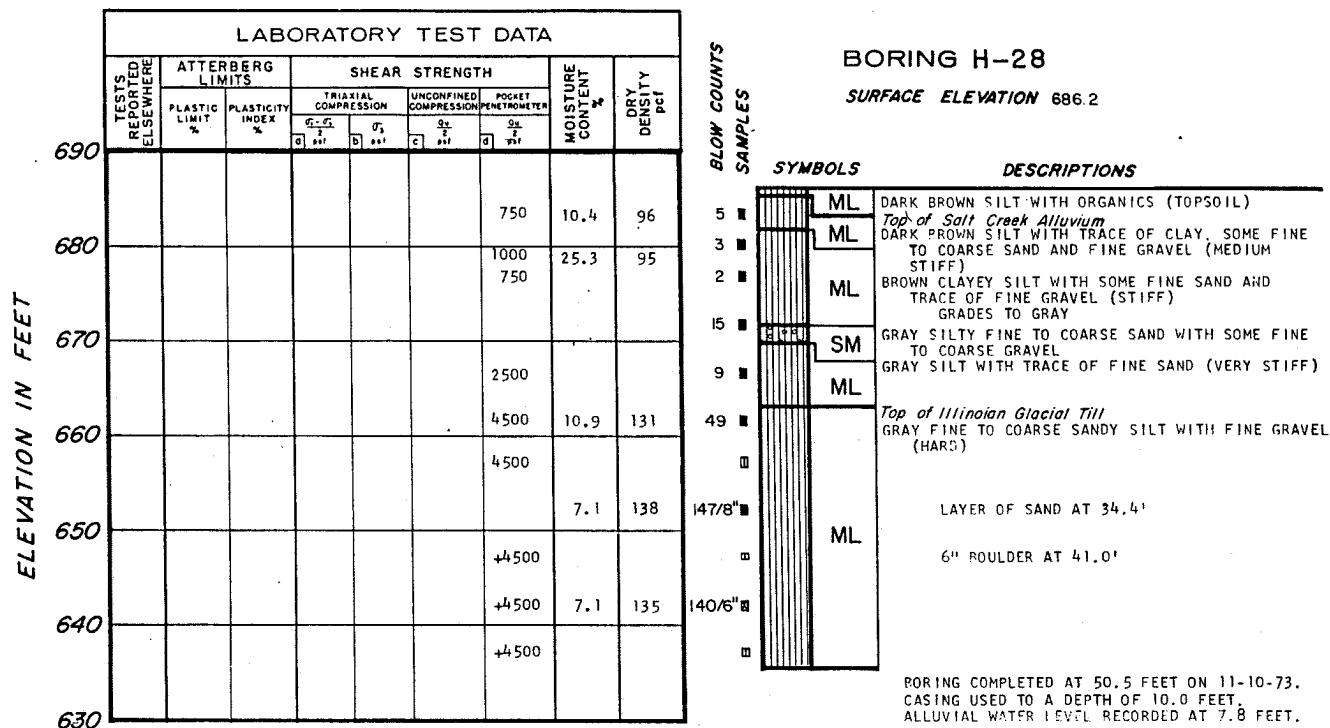 LABORATORY TEST DATA
TESTS REPORTED ELSEWHERE
ATTERBERG LIMITS
PLASTIC LIMIT %
PLASTICITY INDEX %
SHEAR STRENGTH
TRIAXIAL COMPRESSION
UNCONFINED COMPRESSION
POCKET PENETROMETER
a
b
c
d
MOISTURE CONTENT %
DRY DENSITY pcf
BLOW COUNTS
SAMPLES
BORING H-28
SURFACE ELEVATION 686.2
SYMBOLS
DESCRIPTIONS
ELEVATION IN FEET
690
680
670
660
650
640
630
750 10.4 96
1000 25.3 95
750
2500
4500 10.9 131
4500
7.1 138
+4500
+4500 7.1 135
+4500
5
3
2
15
9
49
147/8"
140/6"
ML
ML
ML
SM
ML
ML
DARK BROWN SILT WITH ORGANICS (TOPSOIL)
Top of Salt Creek Alluvium
DARK BROWN SILT WITH TRACE OF CLAY, SOME FINE
TO COARSE SAND AND FINE GRAVEL (MEDIUM
STIFF)
BROWN CLAYEY SILT WITH SOME FINE SAND AND
TRACE OF FINE GRAVEL (STIFF)
GRADES TO GRAY
GRAY SILTY FINE TO COARSE SAND WITH SOME FINE
TO COARSE GRAVEL
GRAY SILT WITH TRACE OF FINE SAND (VERY STIFF)
Top of Illinoian Glacial Till
GRAY FINE TO COARSE SANDY SILT WITH FINE GRAVEL
(HARD)
LAYER OF SAND AT 34.4'
6" BOULDER AT 41.0'
BORING COMPLETED AT 50.5 FEET ON 11-10-73.
CASING USED TO A DEPTH OF 10.0 FEET.
ALLUVIAL WATER LEVEL RECORDED AT 7.8 FEET.